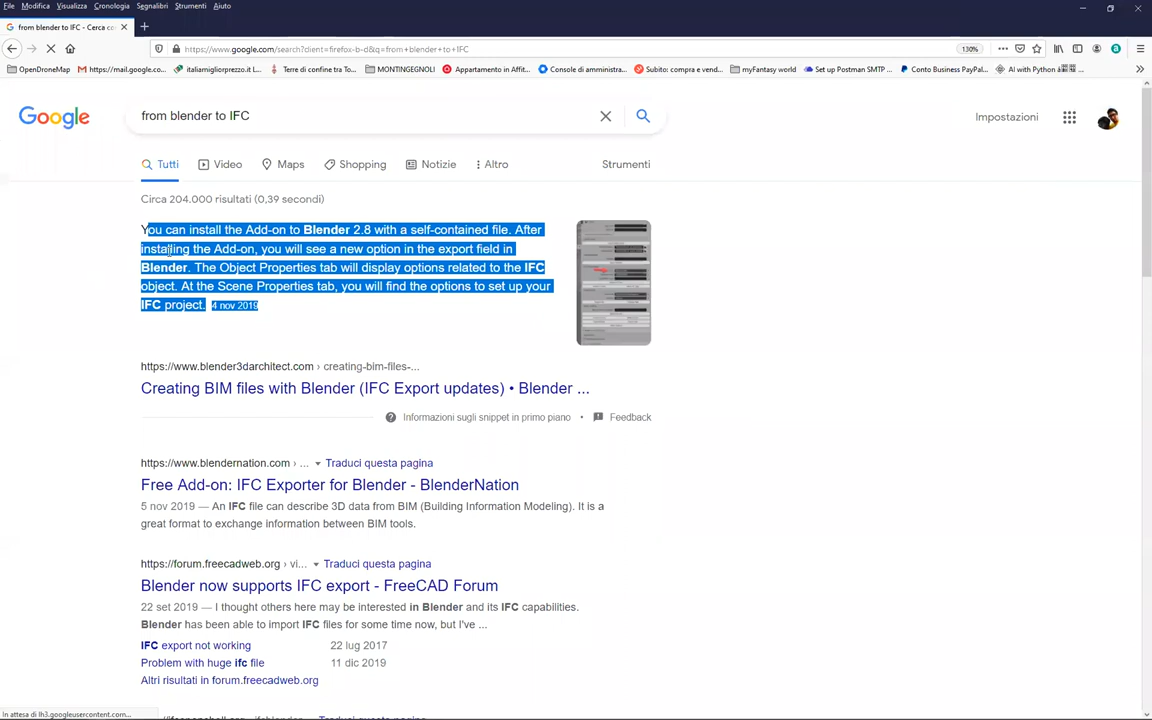 File Modifica Visualizza Cronologia Segnalibri Strumenti Aiuto
from blender to IFC - Cerca co
https://www.google.com/search?client=firefox-b-d&q=from+blender+to+IFC 130%
OpenDroneMap https://mail.google.co... italiamigliorprezzo.it L... Terre di confine tra To... MONTINGEGNOLI Appartamento in Affit... Console di amministra... Subito: compra e vend... myFantasy world Set up Postman SMTP ... Conto Business PayPal... AI with Python
Google
from blender to IFC
Impostazioni
Tutti Video Maps Shopping Notizie Altro Strumenti
Circa 204.000 risultati (0,39 secondi)
You can install the Add-on to Blender 2.8 with a self-contained file. After
installing the Add-on, you will see a new option in the export field in
Blender. The Object Properties tab will display options related to the IFC
object. At the Scene Properties tab, you will find the options to set up your
IFC project. 4 nov 2019
https://www.blender3darchitect.com › creating-bim-files-...
Creating BIM files with Blender (IFC Export updates) • Blender ...
Informazioni sugli snippet in primo piano • Feedback
https://www.blendernation.com › ... Traduci questa pagina
Free Add-on: IFC Exporter for Blender - BlenderNation
5 nov 2019 — An IFC file can describe 3D data from BIM (Building Information Modeling). It is a
great format to exchange information between BIM tools.
https://forum.freecadweb.org › vi... Traduci questa pagina
Blender now supports IFC export - FreeCAD Forum
22 set 2019 — I thought others here may be interested in Blender and its IFC capabilities.
Blender has been able to import IFC files for some time now, but I've ...
IFC export not working 22 lug 2017
Problem with huge ifc file 11 dic 2019
Altri risultati in forum.freecadweb.org
In attesa di lh3.googleusercontent.com...